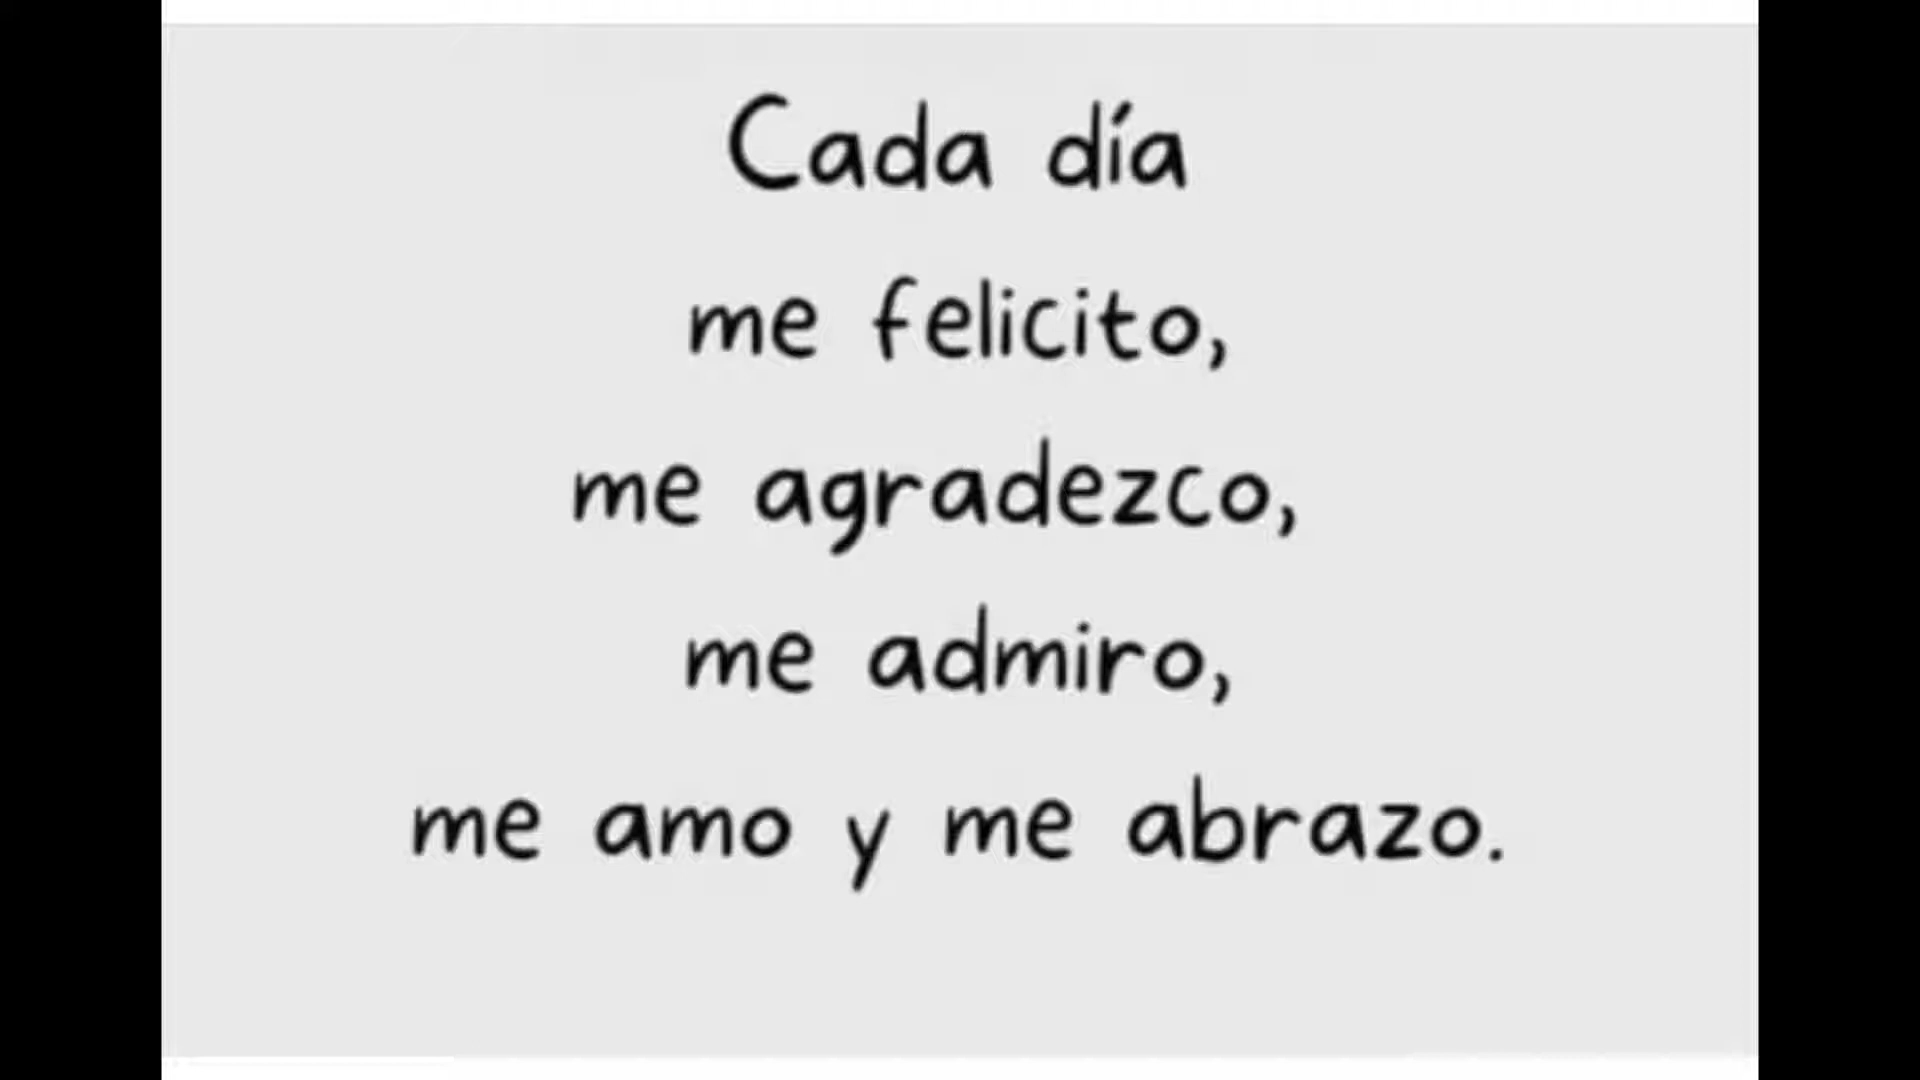 Cada día
me felicito,
me agradezco,
me admiro,
me amo y me abrazo.